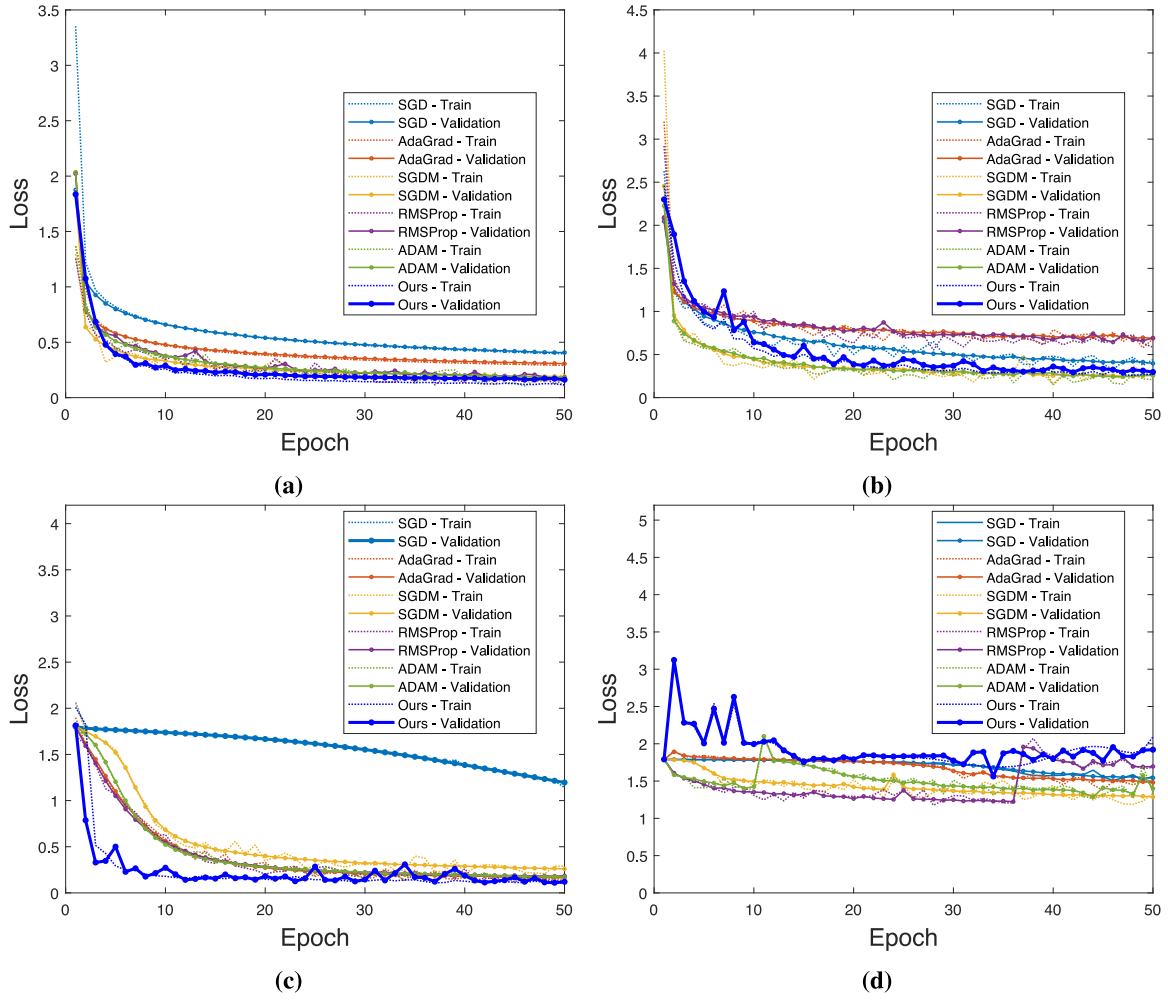 3.5
3
2.5
2
1.5
1
0.5
0
Loss
0 10 20 30 40 50
Epoch
SGD - Train
SGD - Validation
AdaGrad - Train
AdaGrad - Validation
SGDM - Train
SGDM - Validation
RMSProp - Train
RMSProp - Validation
ADAM - Train
ADAM - Validation
Ours - Train
Ours - Validation
(a)
4.5
4
3.5
3
2.5
2
1.5
1
0.5
0
Loss
0 10 20 30 40 50
Epoch
SGD - Train
SGD - Validation
AdaGrad - Train
AdaGrad - Validation
SGDM - Train
SGDM - Validation
RMSProp - Train
RMSProp - Validation
ADAM - Train
ADAM - Validation
Ours - Train
Ours - Validation
(b)
4
3.5
3
2.5
2
1.5
1
0.5
0
Loss
0 10 20 30 40 50
Epoch
SGD - Train
SGD - Validation
AdaGrad - Train
AdaGrad - Validation
SGDM - Train
SGDM - Validation
RMSProp - Train
RMSProp - Validation
ADAM - Train
ADAM - Validation
Ours - Train
Ours - Validation
(c)
5
4.5
4
3.5
3
2.5
2
1.5
1
0.5
0
Loss
0 10 20 30 40 50
Epoch
SGD - Train
SGD - Validation
AdaGrad - Train
AdaGrad - Validation
SGDM - Train
SGDM - Validation
RMSProp - Train
RMSProp - Validation
ADAM - Train
ADAM - Validation
Ours - Train
Ours - Validation
(d)